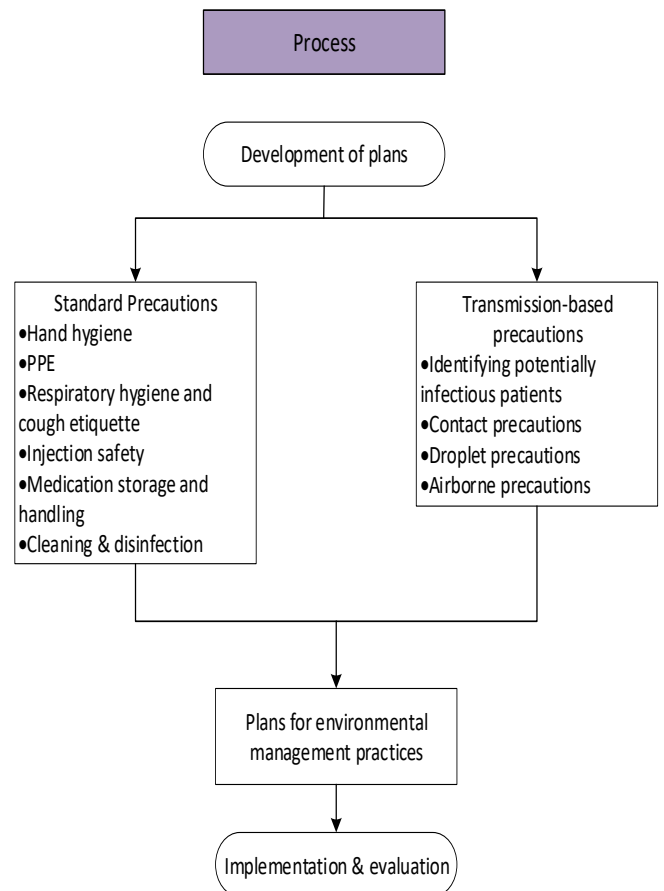 Process
Development of plans
Standard Precautions
•Hand hygiene
•PPE
•Respiratory hygiene and
cough etiquette
•Injection safety
•Medication storage and
handling
•Cleaning & disinfection
Transmission-based
precautions
•Identifying potentially
infectious patients
•Contact precautions
•Droplet precautions
•Airborne precautions
Plans for environmental
management practices
Implementation & evaluation